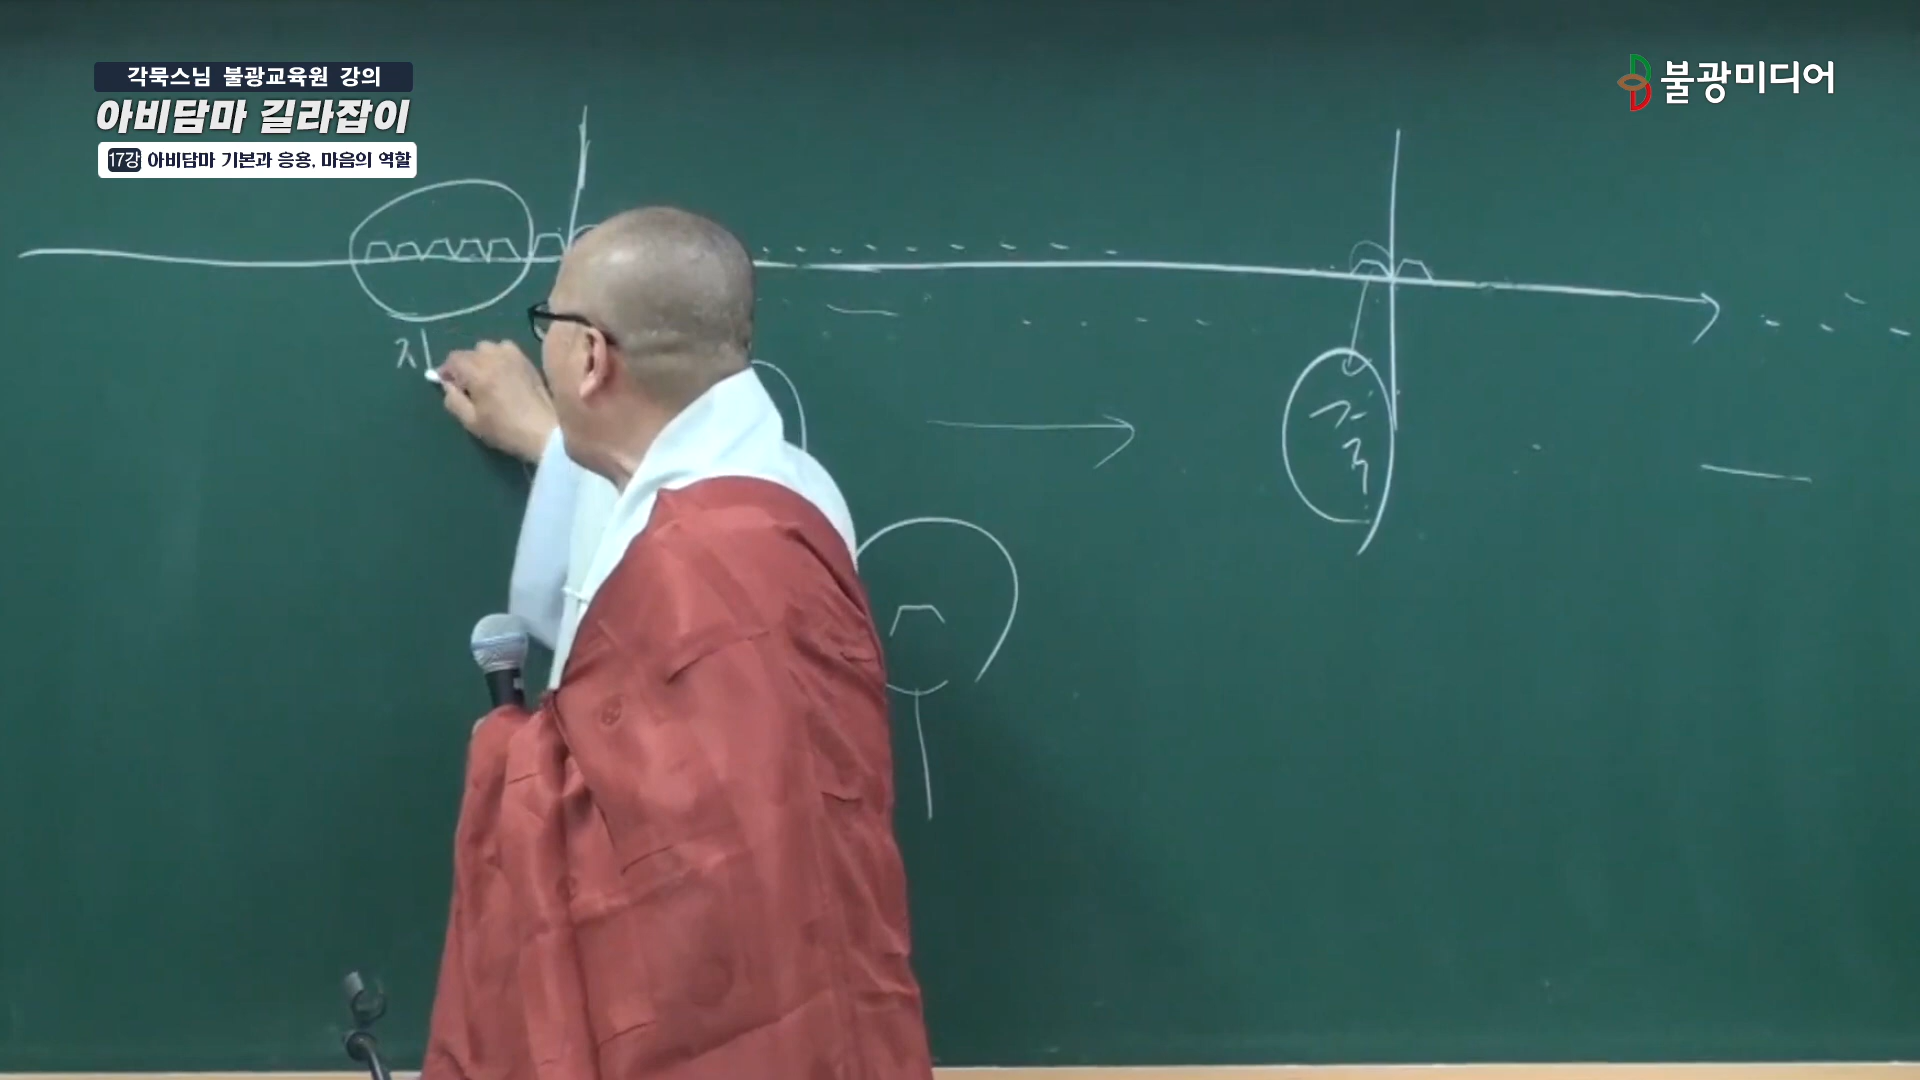 각묵스님 불광교육원 강의
아비담마 길라잡이
17강 아비담마 기본과 응용, 마음의 역할
불광미디어
지